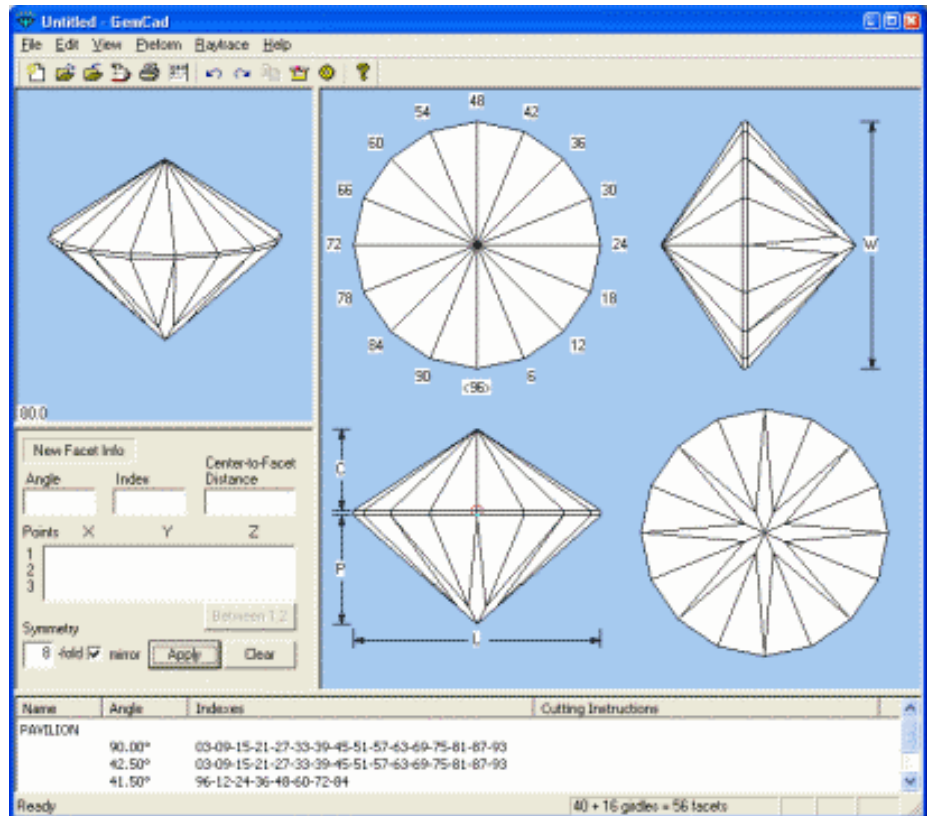 Untitled - GemCad
File Edit View Preform Raytrace Help
80.0
48
54 42
60 36
66 30
72 24
78 18
84 12
90 6
<96>
W
C
P
L
New Facet Info
Angle Index Center-to-Facet Distance
Points X Y Z
1
2
3
Between 1,2
Symmetry
8 -fold mirror Apply Clear
Name Angle Indexes Cutting Instructions
PAVILION
90.00° 03-09-15-21-27-33-39-45-51-57-63-69-75-81-87-93
42.50° 03-09-15-21-27-33-39-45-51-57-63-69-75-81-87-93
41.50° 96-12-24-36-48-60-72-84
Ready 40 + 16 girdles = 56 facets